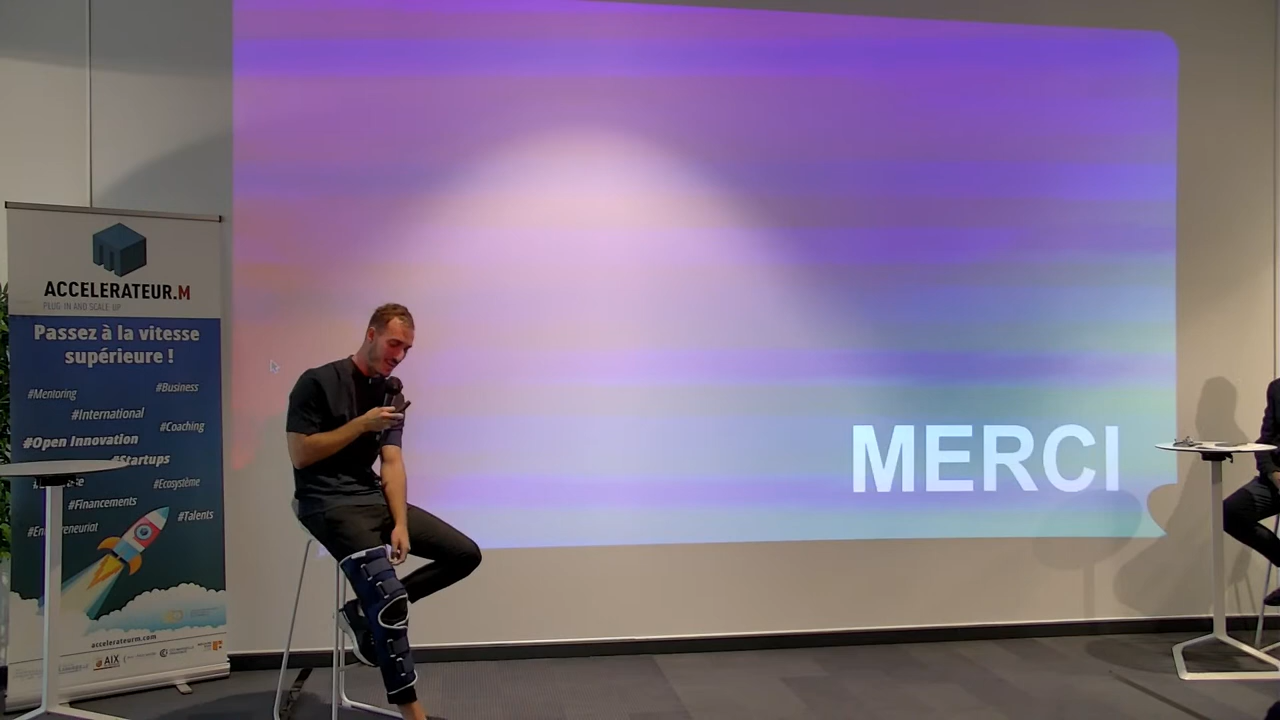 ACCELERATEUR.M
PLUG IN AND SCALE UP
Passez à la vitesse
supérieure !
#Mentoring
#Business
#International
#Coaching
#Open Innovation
#Startups
#Ecosystème
#Financements
#Talents
accelerateurm.com
AIX
MERCI